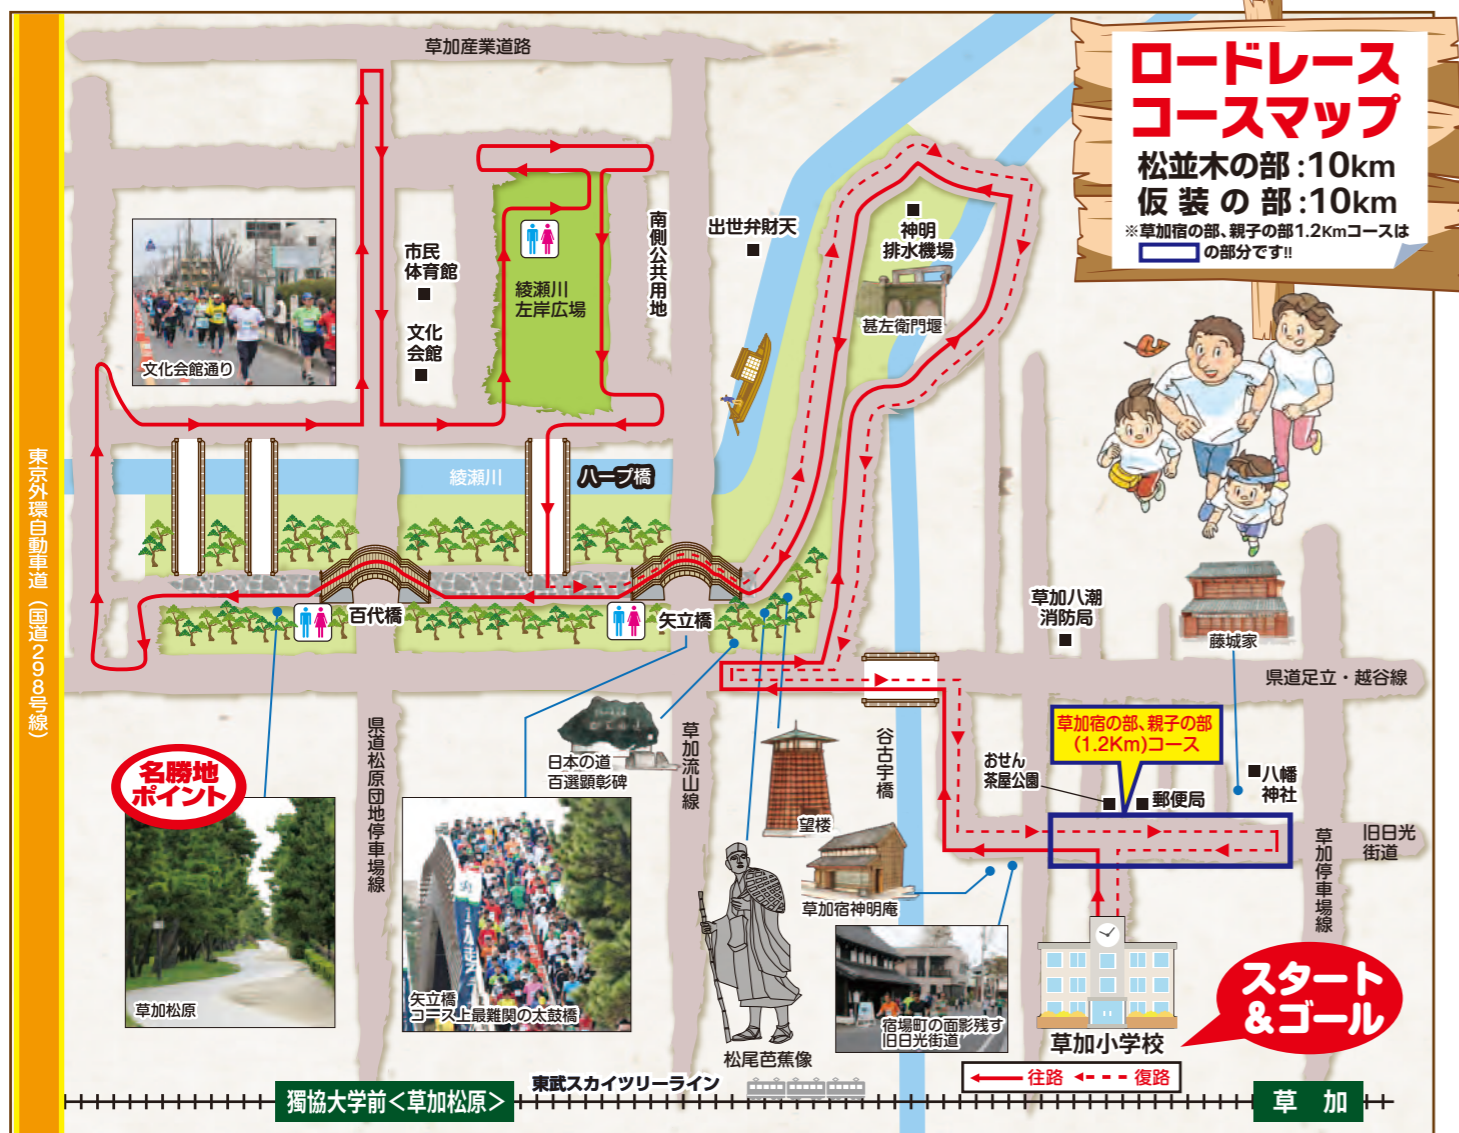 草加産業道路
ロードレース
コースマップ
松並木の部:10km
仮装の部:10km
※草加宿の部、親子の部1.2Kmコースは
の部分です!!
南側公共用地
出世弁財天
神明
排水機場
甚左衛門堰
市民
体育館
文化
会館
綾瀬川
左岸広場
文化会館通り
東京外環自動車道（国道298号線）
綾瀬川
ハープ橋
百代橋
矢立橋
草加八潮
消防局
藤城家
県道足立・越谷線
名勝地
ポイント
草加松原
県道松原団地停車場線
日本の道
百選顕彰碑
草加流山線
矢立橋
コース上最難関の太鼓橋
望楼
松尾芭蕉像
谷古宇橋
草加宿神明庵
おせん
茶屋公園
草加宿の部、親子の部
(1.2Km)コース
郵便局
八幡
神社
旧日光
街道
草加停車場線
宿場町の面影残す
旧日光街道
草加小学校
スタート
&ゴール
往路
復路
東武スカイツリーライン
獨協大学前<草加松原>
草加